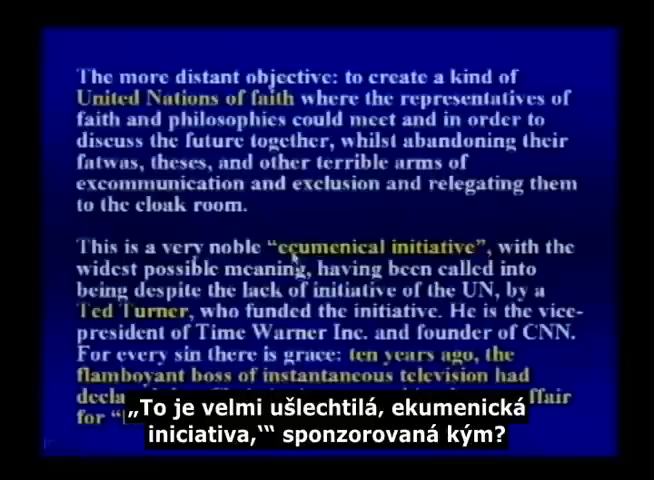 The more distant objective: to create a kind of
United Nations of faith where the representatives of
faith and philosophies could meet and in order to
discuss the future together, whilst abandoning their
fatwas, theses, and other terrible arms of
excommunication and exclusion and relegating them
to the cloak room.
This is a very noble “ecumenical initiative”, with the
widest possible meaning, having been called into
being despite the lack of initiative of the UN, by a
Ted Turner, who funded the initiative. He is the vice-
president of Time Warner Inc. and founder of CNN.
For every sin there is grace: ten years ago, the
flamboyant boss of instantaneous television had
for “
„To je velmi ušlechtilá, ekumenická
iniciativa,‘“ sponzorovaná kým?